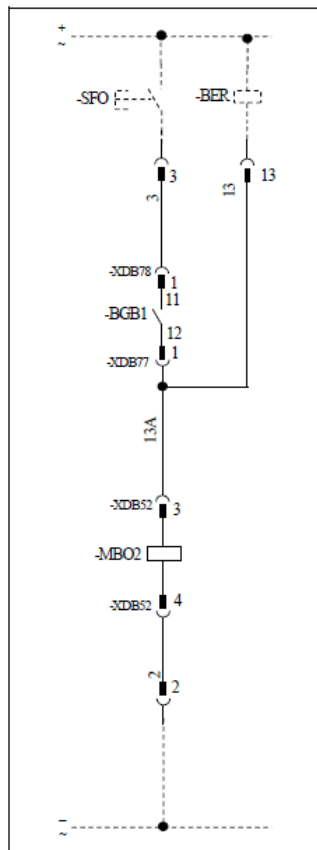 +
~
-SFO
-BER
3
13
3
13
-XDB78
1
11
-BGB1
12
-XDB77
1
13A
-XDB52
3
-MBO2
-XDB52
4
2
2
−
~